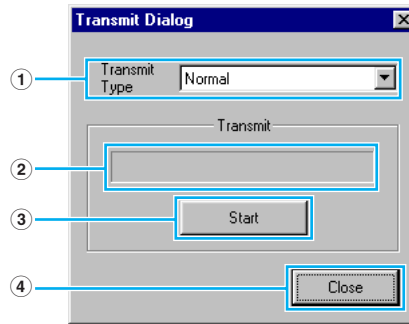 Transmit Dialog
① Transmit Type Normal
Transmit
②
③ Start
④ Close